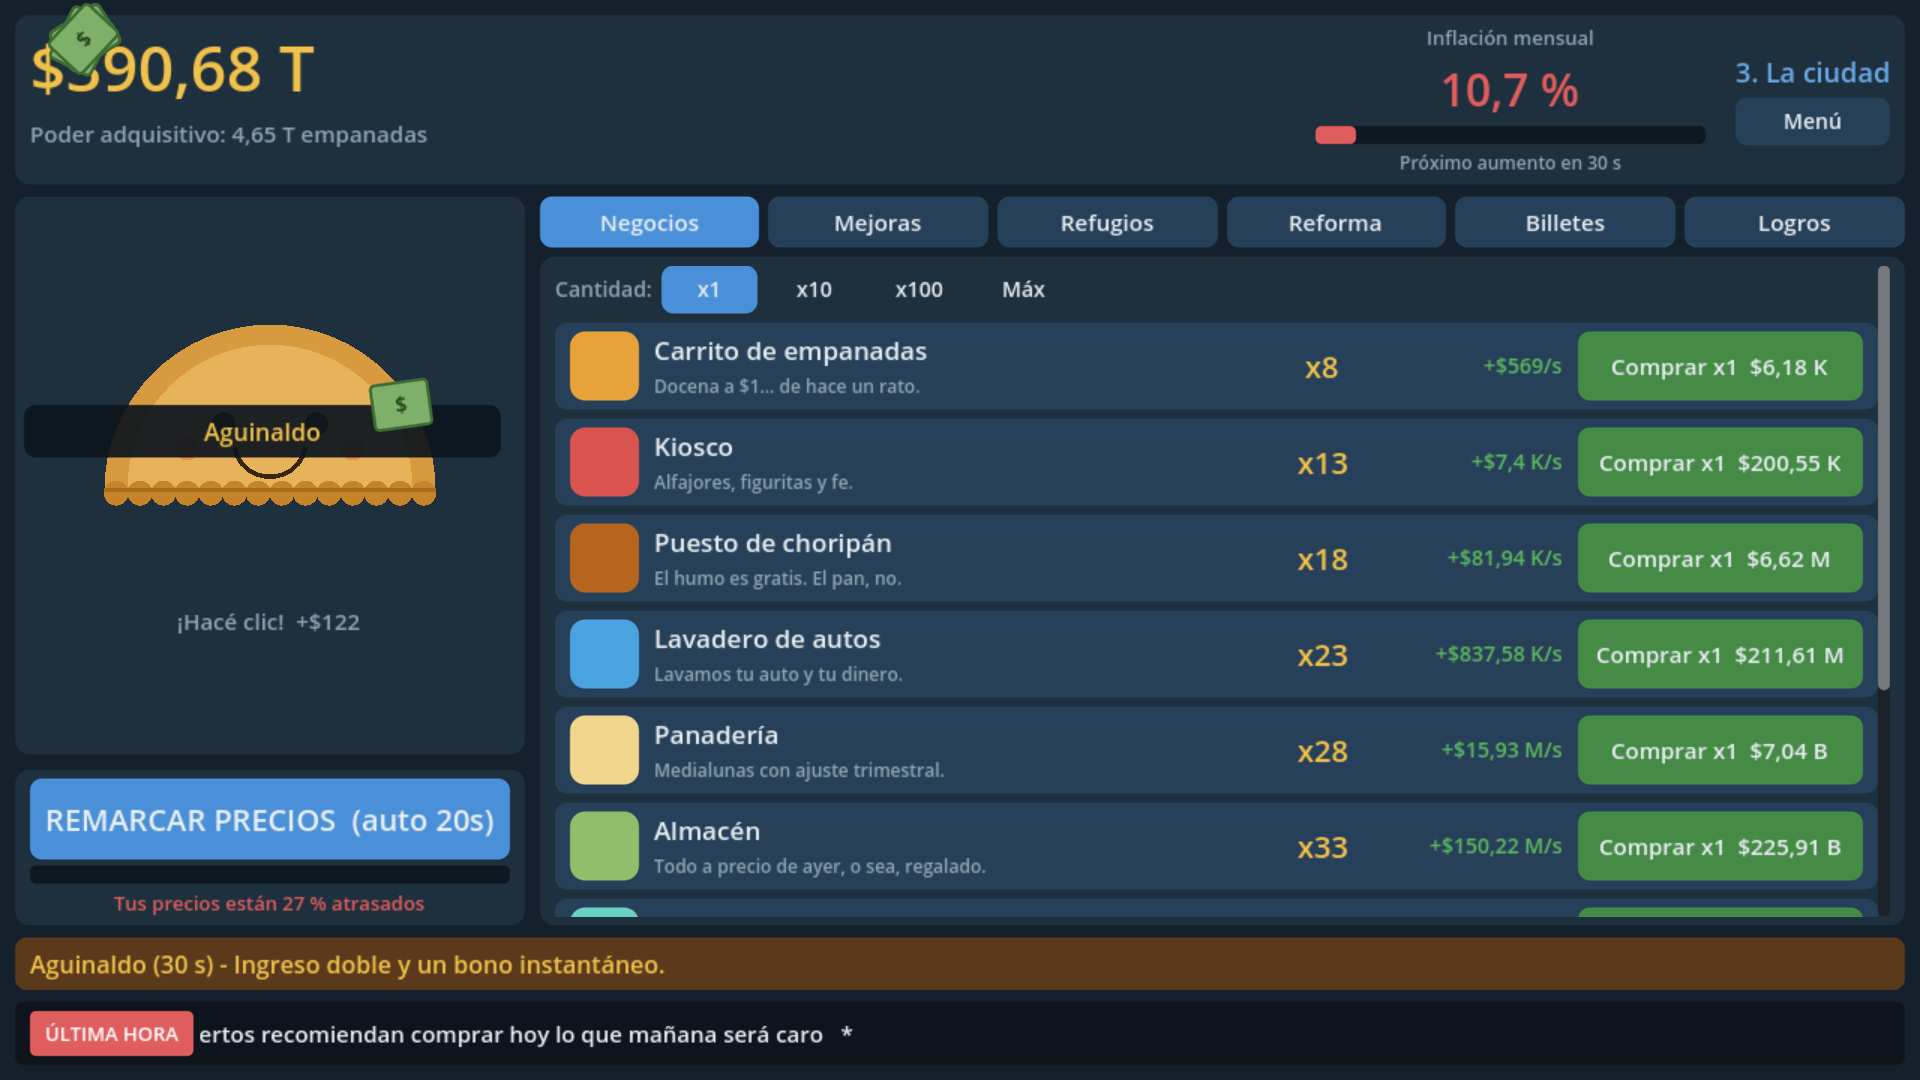 $390,68 T
Poder adquisitivo: 4,65 T empanadas
Inflación mensual
10,7 %
Próximo aumento en 30 s
3. La ciudad
Menú
$
$
Aguinaldo
¡Hacé clic! +$122
REMARCAR PRECIOS (auto 20s)
Tus precios están 27 % atrasados
Negocios
Mejoras
Refugios
Reforma
Billetes
Logros
Cantidad:
x1
x10
x100
Máx
Carrito de empanadas
Docena a $1... de hace un rato.
x8
+$569/s
Comprar x1 $6,18 K
Kiosco
Alfajores, figuritas y fe.
x13
+$7,4 K/s
Comprar x1 $200,55 K
Puesto de choripán
El humo es gratis. El pan, no.
x18
+$81,94 K/s
Comprar x1 $6,62 M
Lavadero de autos
Lavamos tu auto y tu dinero.
x23
+$837,58 K/s
Comprar x1 $211,61 M
Panadería
Medialunas con ajuste trimestral.
x28
+$15,93 M/s
Comprar x1 $7,04 B
Almacén
Todo a precio de ayer, o sea, regalado.
x33
+$150,22 M/s
Comprar x1 $225,91 B
Aguinaldo (30 s) - Ingreso doble y un bono instantáneo.
ÚLTIMA HORA
ertos recomiendan comprar hoy lo que mañana será caro *